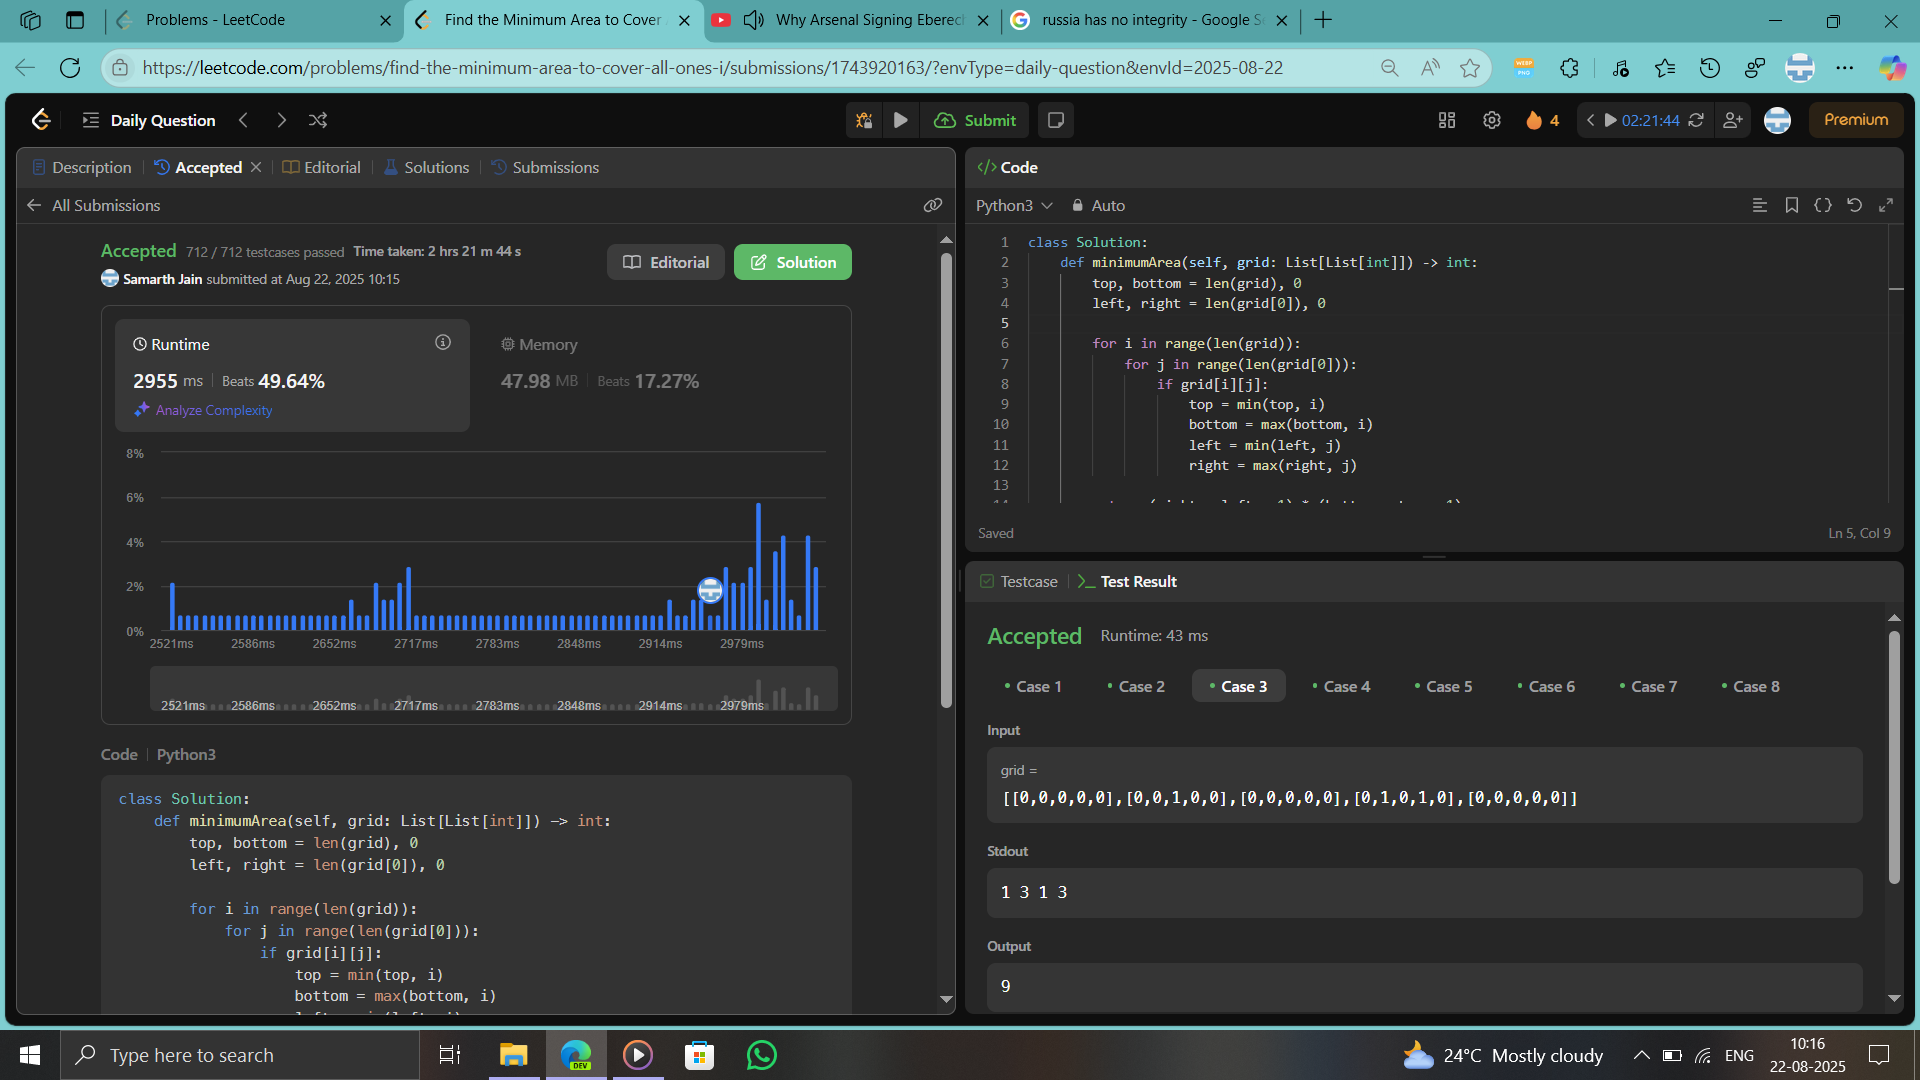 Problems - LeetCode
Find the Minimum Area to Cover
Why Arsenal Signing Eberec
russia has no integrity - Google S
https://leetcode.com/problems/find-the-minimum-area-to-cover-all-ones-i/submissions/1743920163/?envType=daily-question&envId=2025-08-22
WEBP
PNG
Daily Question
Submit
4
02:21:44
Premium
Description
Accepted
Editorial
Solutions
Submissions
All Submissions
Accepted 712 / 712 testcases passed Time taken: 2 hrs 21 m 44 s
Samarth Jain submitted at Aug 22, 2025 10:15
Editorial
Solution
Runtime
2955 ms Beats 49.64%
Analyze Complexity
Memory
47.98 MB Beats 17.27%
8%
6%
4%
2%
0%
2521ms 2586ms 2652ms 2717ms 2783ms 2848ms 2914ms 2979ms
2521ms 2586ms 2652ms 2717ms 2783ms 2848ms 2914ms 2979ms
Code Python3
class Solution:
    def minimumArea(self, grid: List[List[int]]) -> int:
        top, bottom = len(grid), 0
        left, right = len(grid[0]), 0
        for i in range(len(grid)):
            for j in range(len(grid[0])):
                if grid[i][j]:
                    top = min(top, i)
                    bottom = max(bottom, i)
</> Code
Python3 Auto
1 class Solution:
2     def minimumArea(self, grid: List[List[int]]) -> int:
3         top, bottom = len(grid), 0
4         left, right = len(grid[0]), 0
5
6         for i in range(len(grid)):
7             for j in range(len(grid[0])):
8                 if grid[i][j]:
9                     top = min(top, i)
10                     bottom = max(bottom, i)
11                     left = min(left, j)
12                     right = max(right, j)
13
Saved
Ln 5, Col 9
Testcase
Test Result
Accepted Runtime: 43 ms
Case 1
Case 2
Case 3
Case 4
Case 5
Case 6
Case 7
Case 8
Input
grid =
[[0,0,0,0,0],[0,0,1,0,0],[0,0,0,0,0],[0,1,0,1,0],[0,0,0,0,0]]
Stdout
1 3 1 3
Output
9
Type here to search
DEV
24°C Mostly cloudy
ENG
10:16
22-08-2025